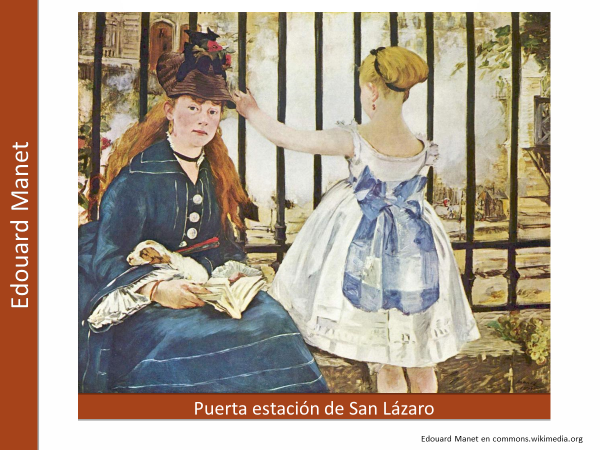 Edouard Manet
Puerta estación de San Lázaro
Edouard Manet en commons.wikimedia.org